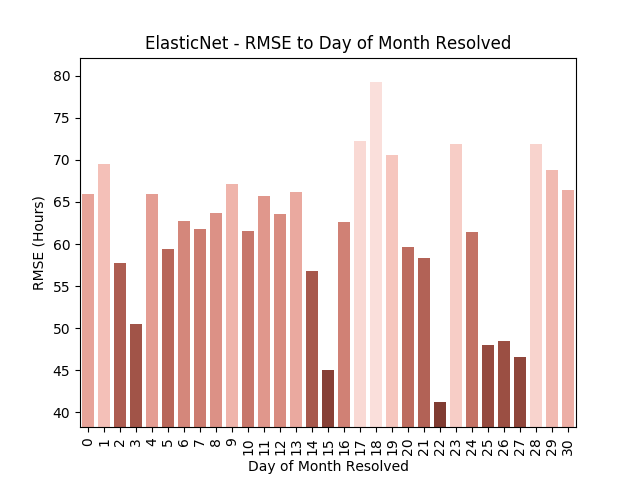 ElasticNet - RMSE to Day of Month Resolved
80
75
70
65
60
55
50
45
40
RMSE (Hours)
0 1 2 3 4 5 6 7 8 9 10 11 12 13 14 15 16 17 18 19 20 21 22 23 24 25 26 27 28 29 30
Day of Month Resolved